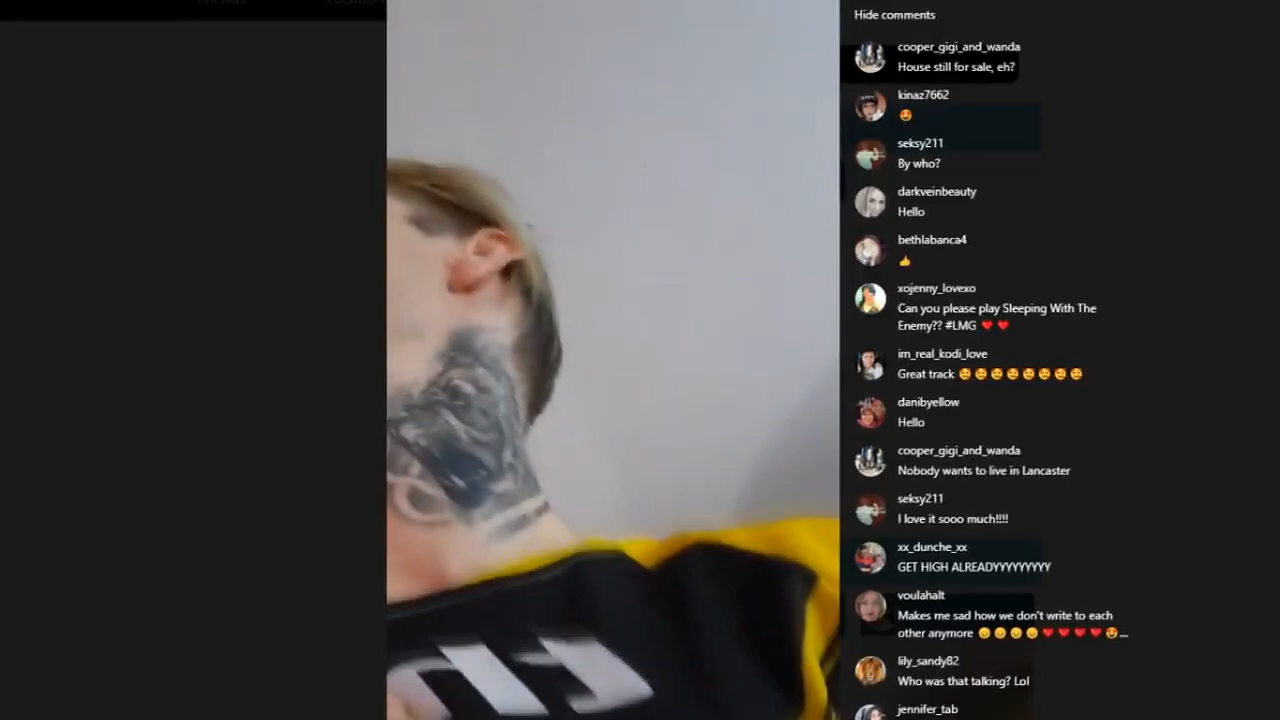 Hide comments
cooper_gigi_and_wanda
House still for sale, eh?
kinaz7662
seksy211
By who?
darkveinbeauty
Hello
bethlabanca4
xojenny_lovexo
Can you please play Sleeping With The
Enemy?? #LMG
im_real_kodi_love
Great track
danibyellow
Hello
cooper_gigi_and_wanda
Nobody wants to live in Lancaster
seksy211
I love it sooo much!!!!
xx_dunche_xx
GET HIGH ALREADYYYYYYYY
voulahalt
Makes me sad how we don't write to each
other anymore
lily_sandy82
Who was that talking? Lol
jennifer_tab